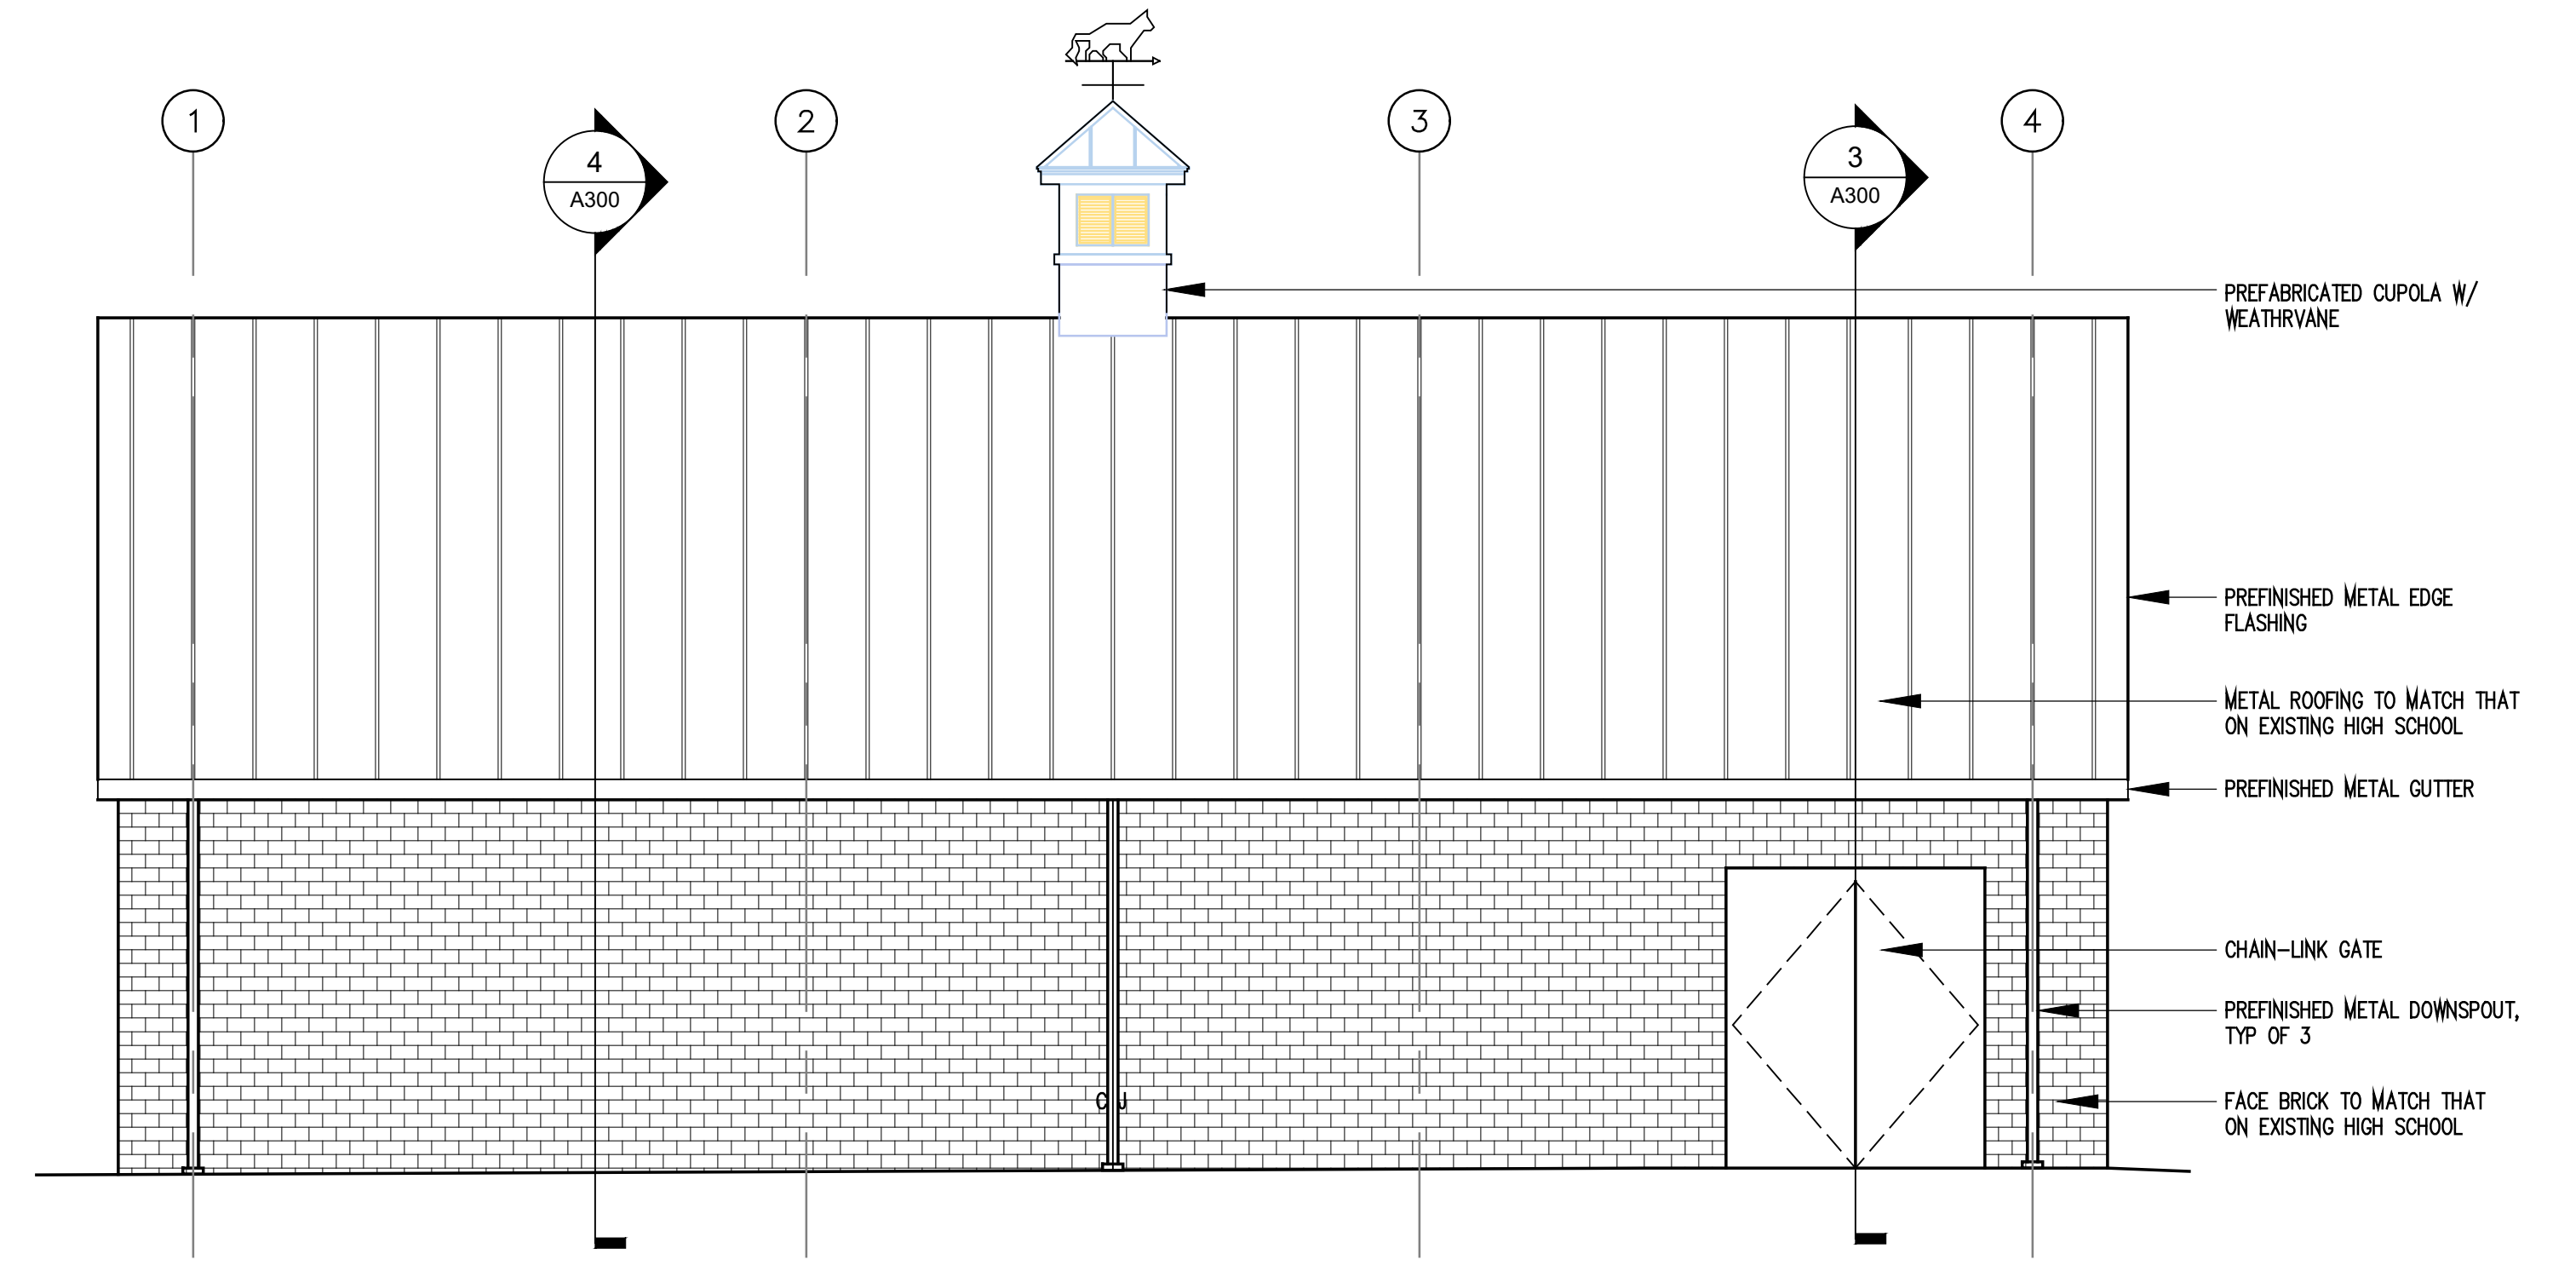 1
2
3
4
4
A300
3
A300
PREFABRICATED CUPOLA W/
WEATHRVANE
PREFINISHED METAL EDGE
FLASHING
METAL ROOFING TO MATCH THAT
ON EXISTING HIGH SCHOOL
PREFINISHED METAL GUTTER
CHAIN-LINK GATE
PREFINISHED METAL DOWNSPOUT,
TYP OF 3
CJ
FACE BRICK TO MATCH THAT
ON EXISTING HIGH SCHOOL